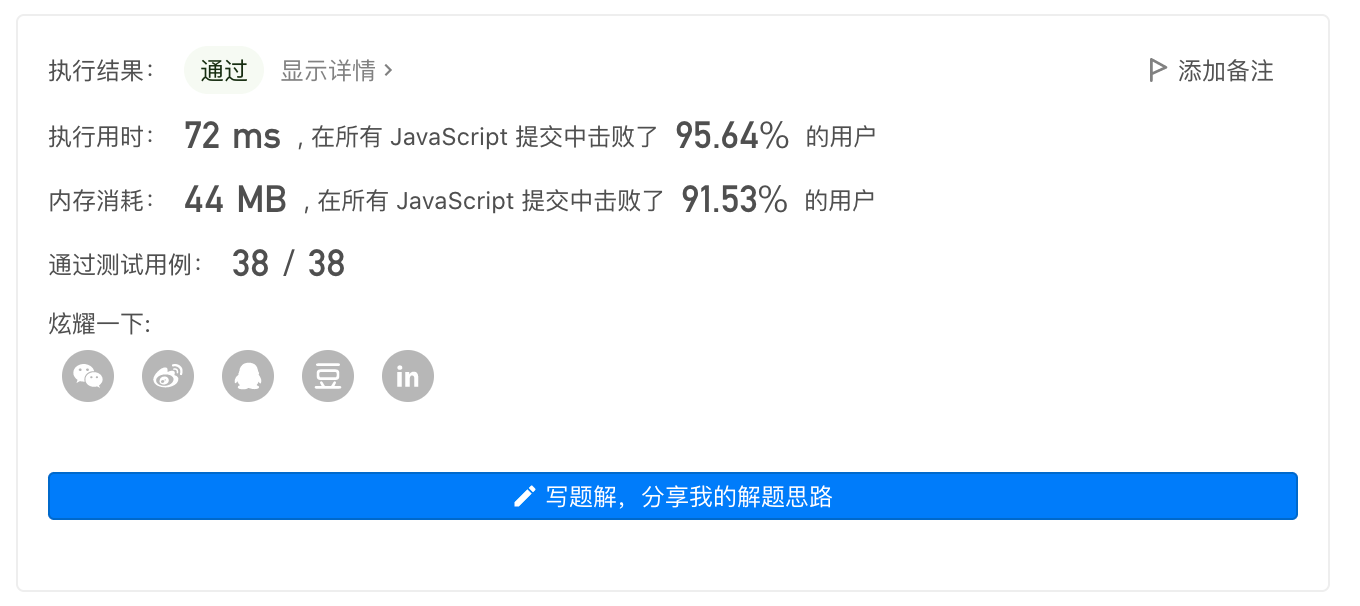 执行结果： 通过 显示详情 › 添加备注
执行用时： 72 ms , 在所有 JavaScript 提交中击败了 95.64% 的用户
内存消耗： 44 MB , 在所有 JavaScript 提交中击败了 91.53% 的用户
通过测试用例： 38 / 38
炫耀一下:
豆 in
写题解，分享我的解题思路